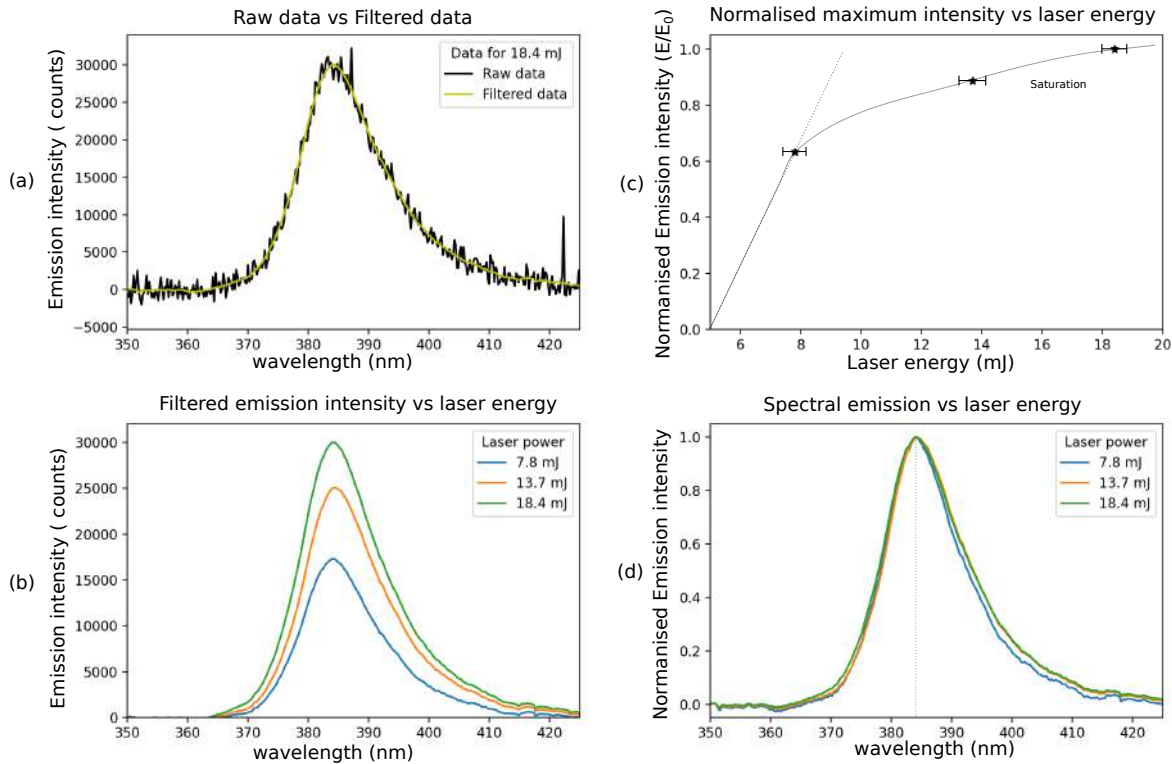 Raw data vs Filtered data
Emission intensity ( counts)
30000
25000
20000
15000
10000
5000
0
−5000
Data for 18.4 mJ
Raw data
Filtered data
350 360 370 380 390 400 410 420
wavelength (nm)
(a)
Normalised maximum intensity vs laser energy
Normanised Emission intensity (E/E0)
1.0
0.8
0.6
0.4
0.2
0.0
Saturation
6 8 10 12 14 16 18 20
Laser energy (mJ)
(c)
Filtered emission intensity vs laser energy
Emission intensity ( counts)
30000
25000
20000
15000
10000
5000
0
Laser power
7.8 mJ
13.7 mJ
18.4 mJ
350 360 370 380 390 400 410 420
wavelength (nm)
(b)
Spectral emission vs laser energy
Normanised Emission intensity
1.0
0.8
0.6
0.4
0.2
0.0
Laser power
7.8 mJ
13.7 mJ
18.4 mJ
350 360 370 380 390 400 410 420
wavelength (nm)
(d)